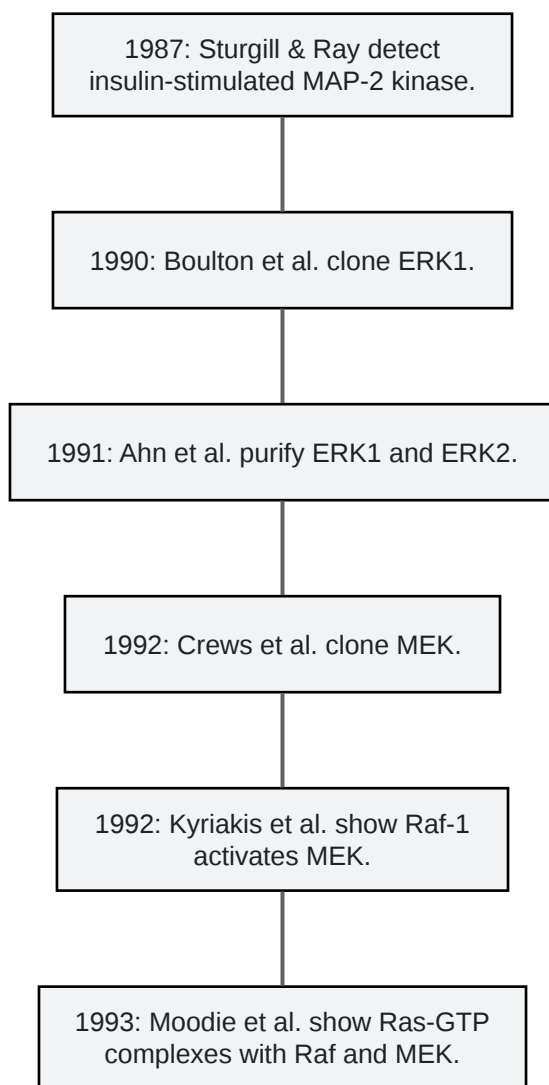 1987: Sturgill & Ray detect
insulin-stimulated MAP-2 kinase.
1990: Boulton et al. clone ERK1.
1991: Ahn et al. purify ERK1 and ERK2.
1992: Crews et al. clone MEK.
1992: Kyriakis et al. show Raf-1
activates MEK.
1993: Moodie et al. show Ras-GTP
complexes with Raf and MEK.